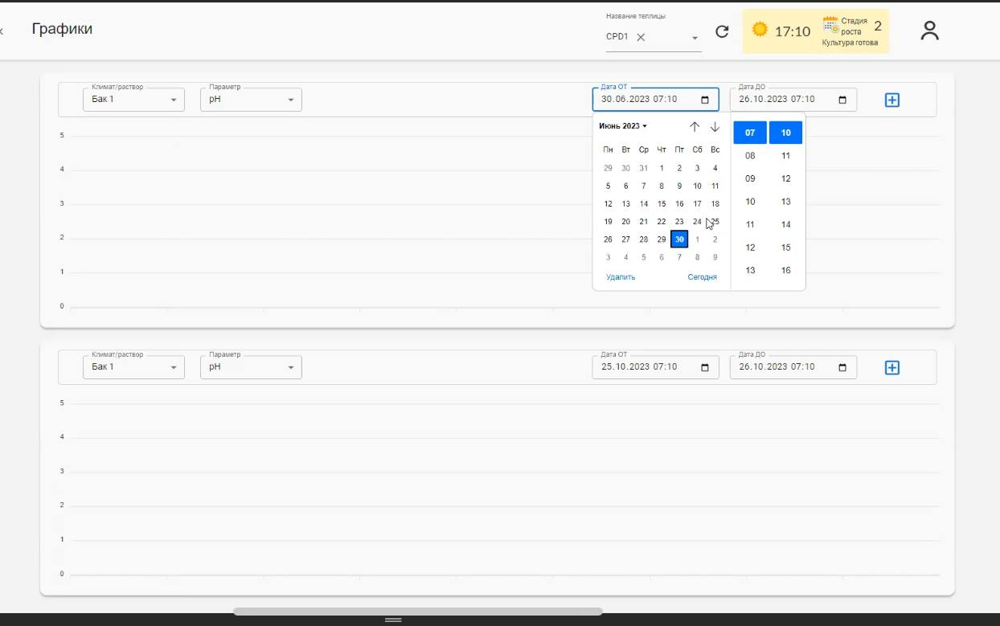 Графики
Название теплицы
CPD1
17:10
Стадия роста 2
Культура готова
Климат/раствор
Бак 1
Параметр
pH
Дата ОТ
30.06.2023 07:10
Дата ДО
26.10.2023 07:10
5
4
3
2
1
0
Июнь 2023
Пн Вт Ср Чт Пт Сб Вс
29 30 31 1 2 3 4
5 6 7 8 9 10 11
12 13 14 15 16 17 18
19 20 21 22 23 24 25
26 27 28 29 30 1 2
3 4 5 6 7 8 9
Удалить Сегодня
07 10
08 11
09 12
10 13
11 14
12 15
13 16
Климат/раствор
Бак 1
Параметр
pH
Дата ОТ
25.10.2023 07:10
Дата ДО
26.10.2023 07:10
5
4
3
2
1
0